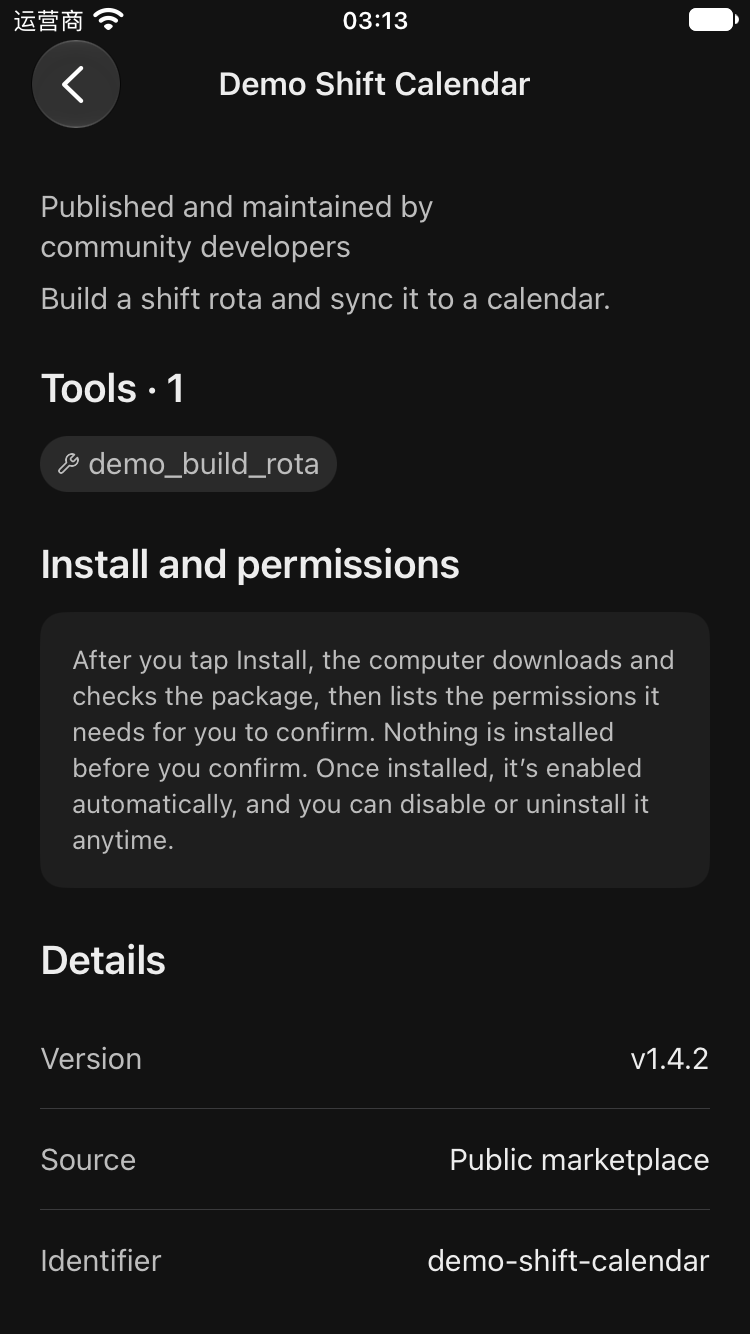 运营商 03:13
Demo Shift Calendar
Published and maintained by
community developers
Build a shift rota and sync it to a calendar.
Tools · 1
demo_build_rota
Install and permissions
After you tap Install, the computer downloads and
checks the package, then lists the permissions it
needs for you to confirm. Nothing is installed
before you confirm. Once installed, it’s enabled
automatically, and you can disable or uninstall it
anytime.
Details
Version v1.4.2
Source Public marketplace
Identifier demo-shift-calendar